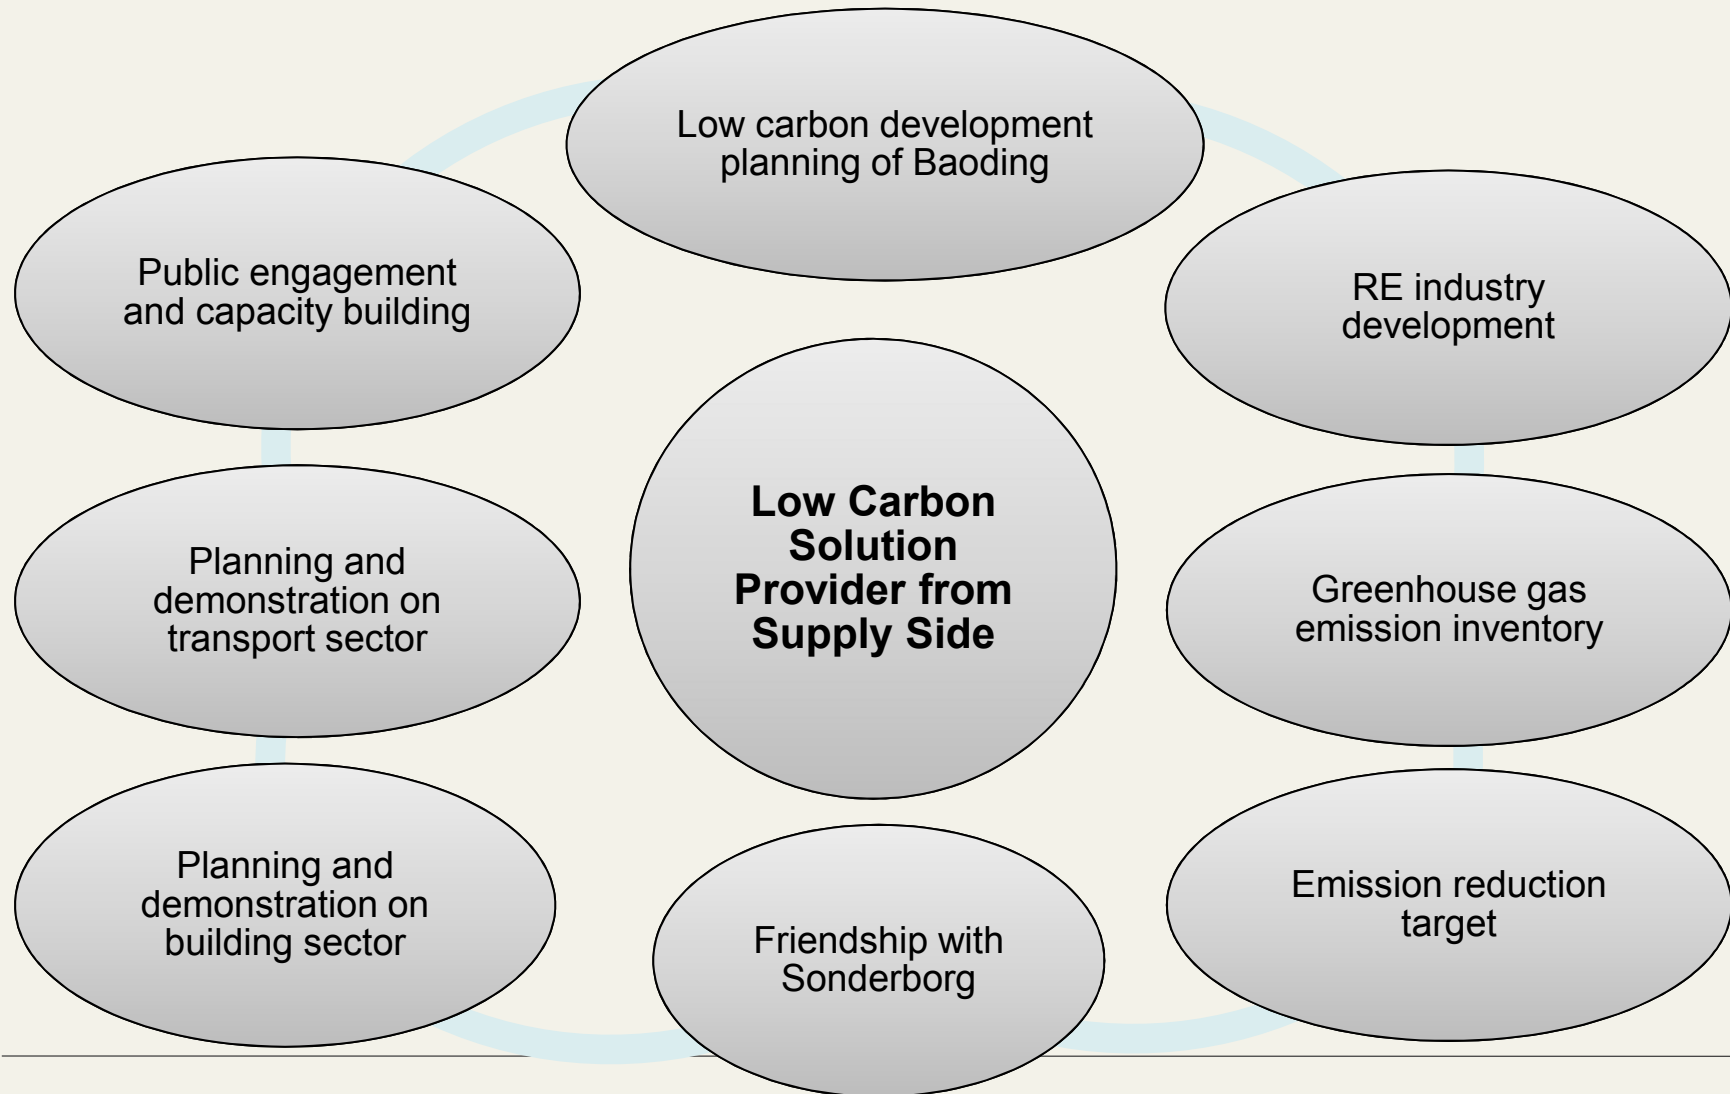 Low carbon development
planning of Baoding
Public engagement
and capacity building
RE industry
development
Low Carbon
Solution
Provider from
Supply Side
Planning and
demonstration on
transport sector
Greenhouse gas
emission inventory
Planning and
demonstration on
building sector
Friendship with
Sonderborg
Emission reduction
target